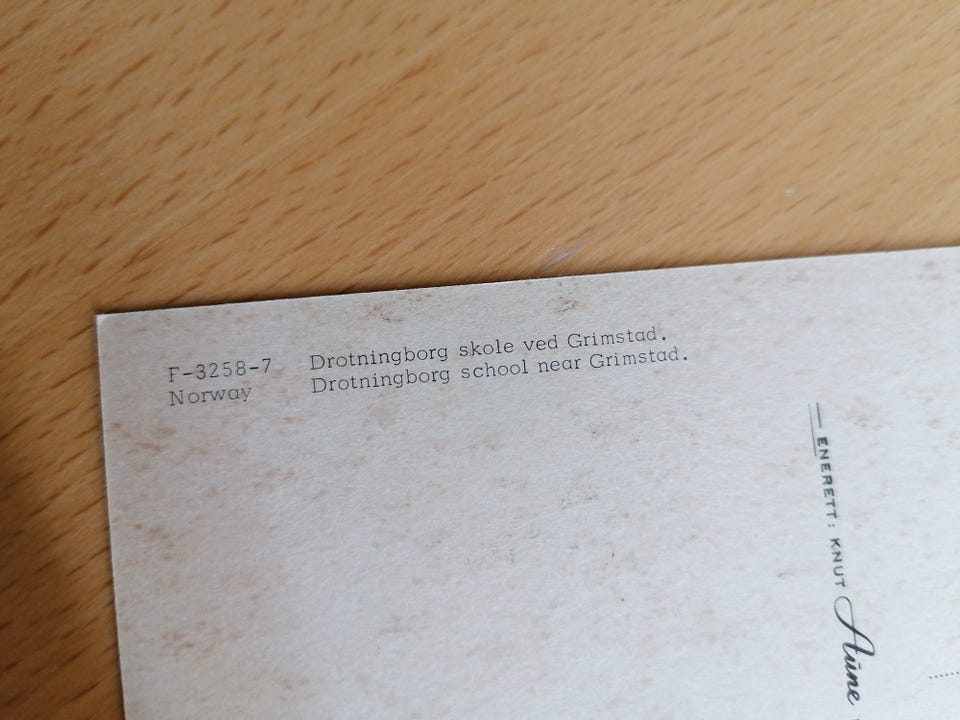 F-3258-7 Drotningborg skole ved Grimstad.
Norway Drotningborg school near Grimstad.
ENERETT: KNUT Aune